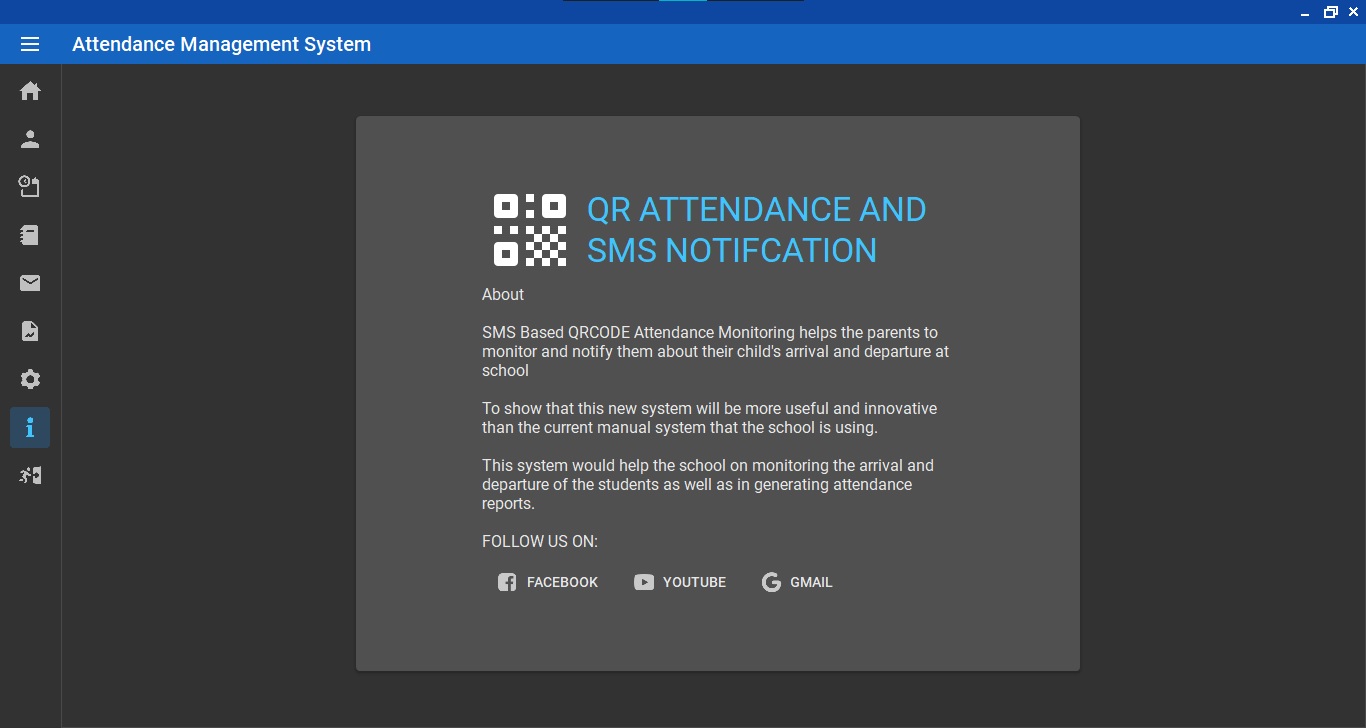 Attendance Management System
QR ATTENDANCE AND
SMS NOTIFCATION
About
SMS Based QRCODE Attendance Monitoring helps the parents to
monitor and notify them about their child's arrival and departure at
school
To show that this new system will be more useful and innovative
than the current manual system that the school is using.
This system would help the school on monitoring the arrival and
departure of the students as well as in generating attendance
reports.
FOLLOW US ON:
FACEBOOK YOUTUBE GMAIL